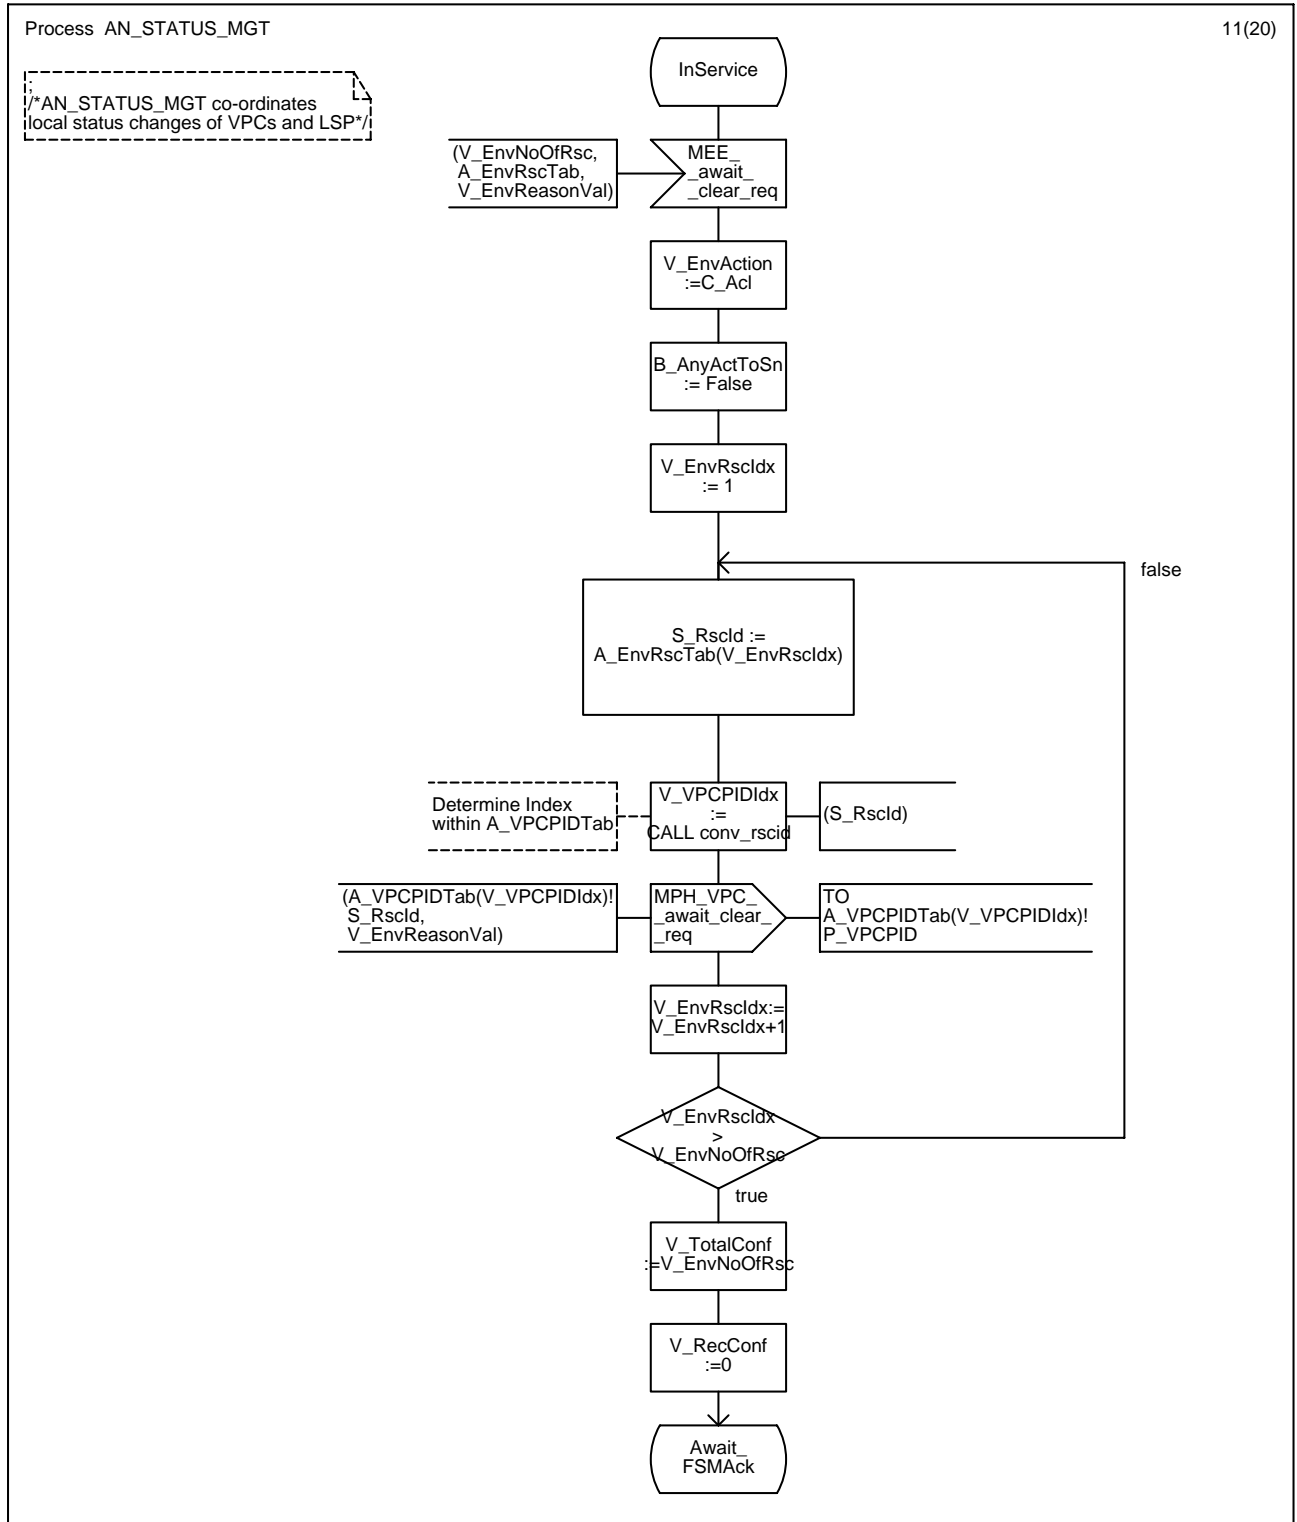 Process AN_STATUS_MGT
11(20)
;
/*AN_STATUS_MGT co-ordinates
local status changes of VPCs and LSP*/
InService
(V_EnvNoOfRsc,
A_EnvRscTab,
V_EnvReasonVal)
MEE_
_await_
_clear_req
V_EnvAction
:=C_Acl
B_AnyActToSn
:= False
V_EnvRscIdx
:= 1
false
S_RscId :=
A_EnvRscTab(V_EnvRscIdx)
Determine Index
within A_VPCPIDTab
V_VPCPIDIdx
:=
CALL conv_rscid
(S_RscId)
(A_VPCPIDTab(V_VPCPIDIdx)!
S_RscId,
V_EnvReasonVal)
MPH_VPC_
_await_clear_
_req
TO
A_VPCPIDTab(V_VPCPIDIdx)!
P_VPCPID
V_EnvRscIdx:=
V_EnvRscIdx+1
V_EnvRscIdx
>
V_EnvNoOfRsc
true
V_TotalConf
:=V_EnvNoOfRsc
V_RecConf
:=0
Await_
FSMAck